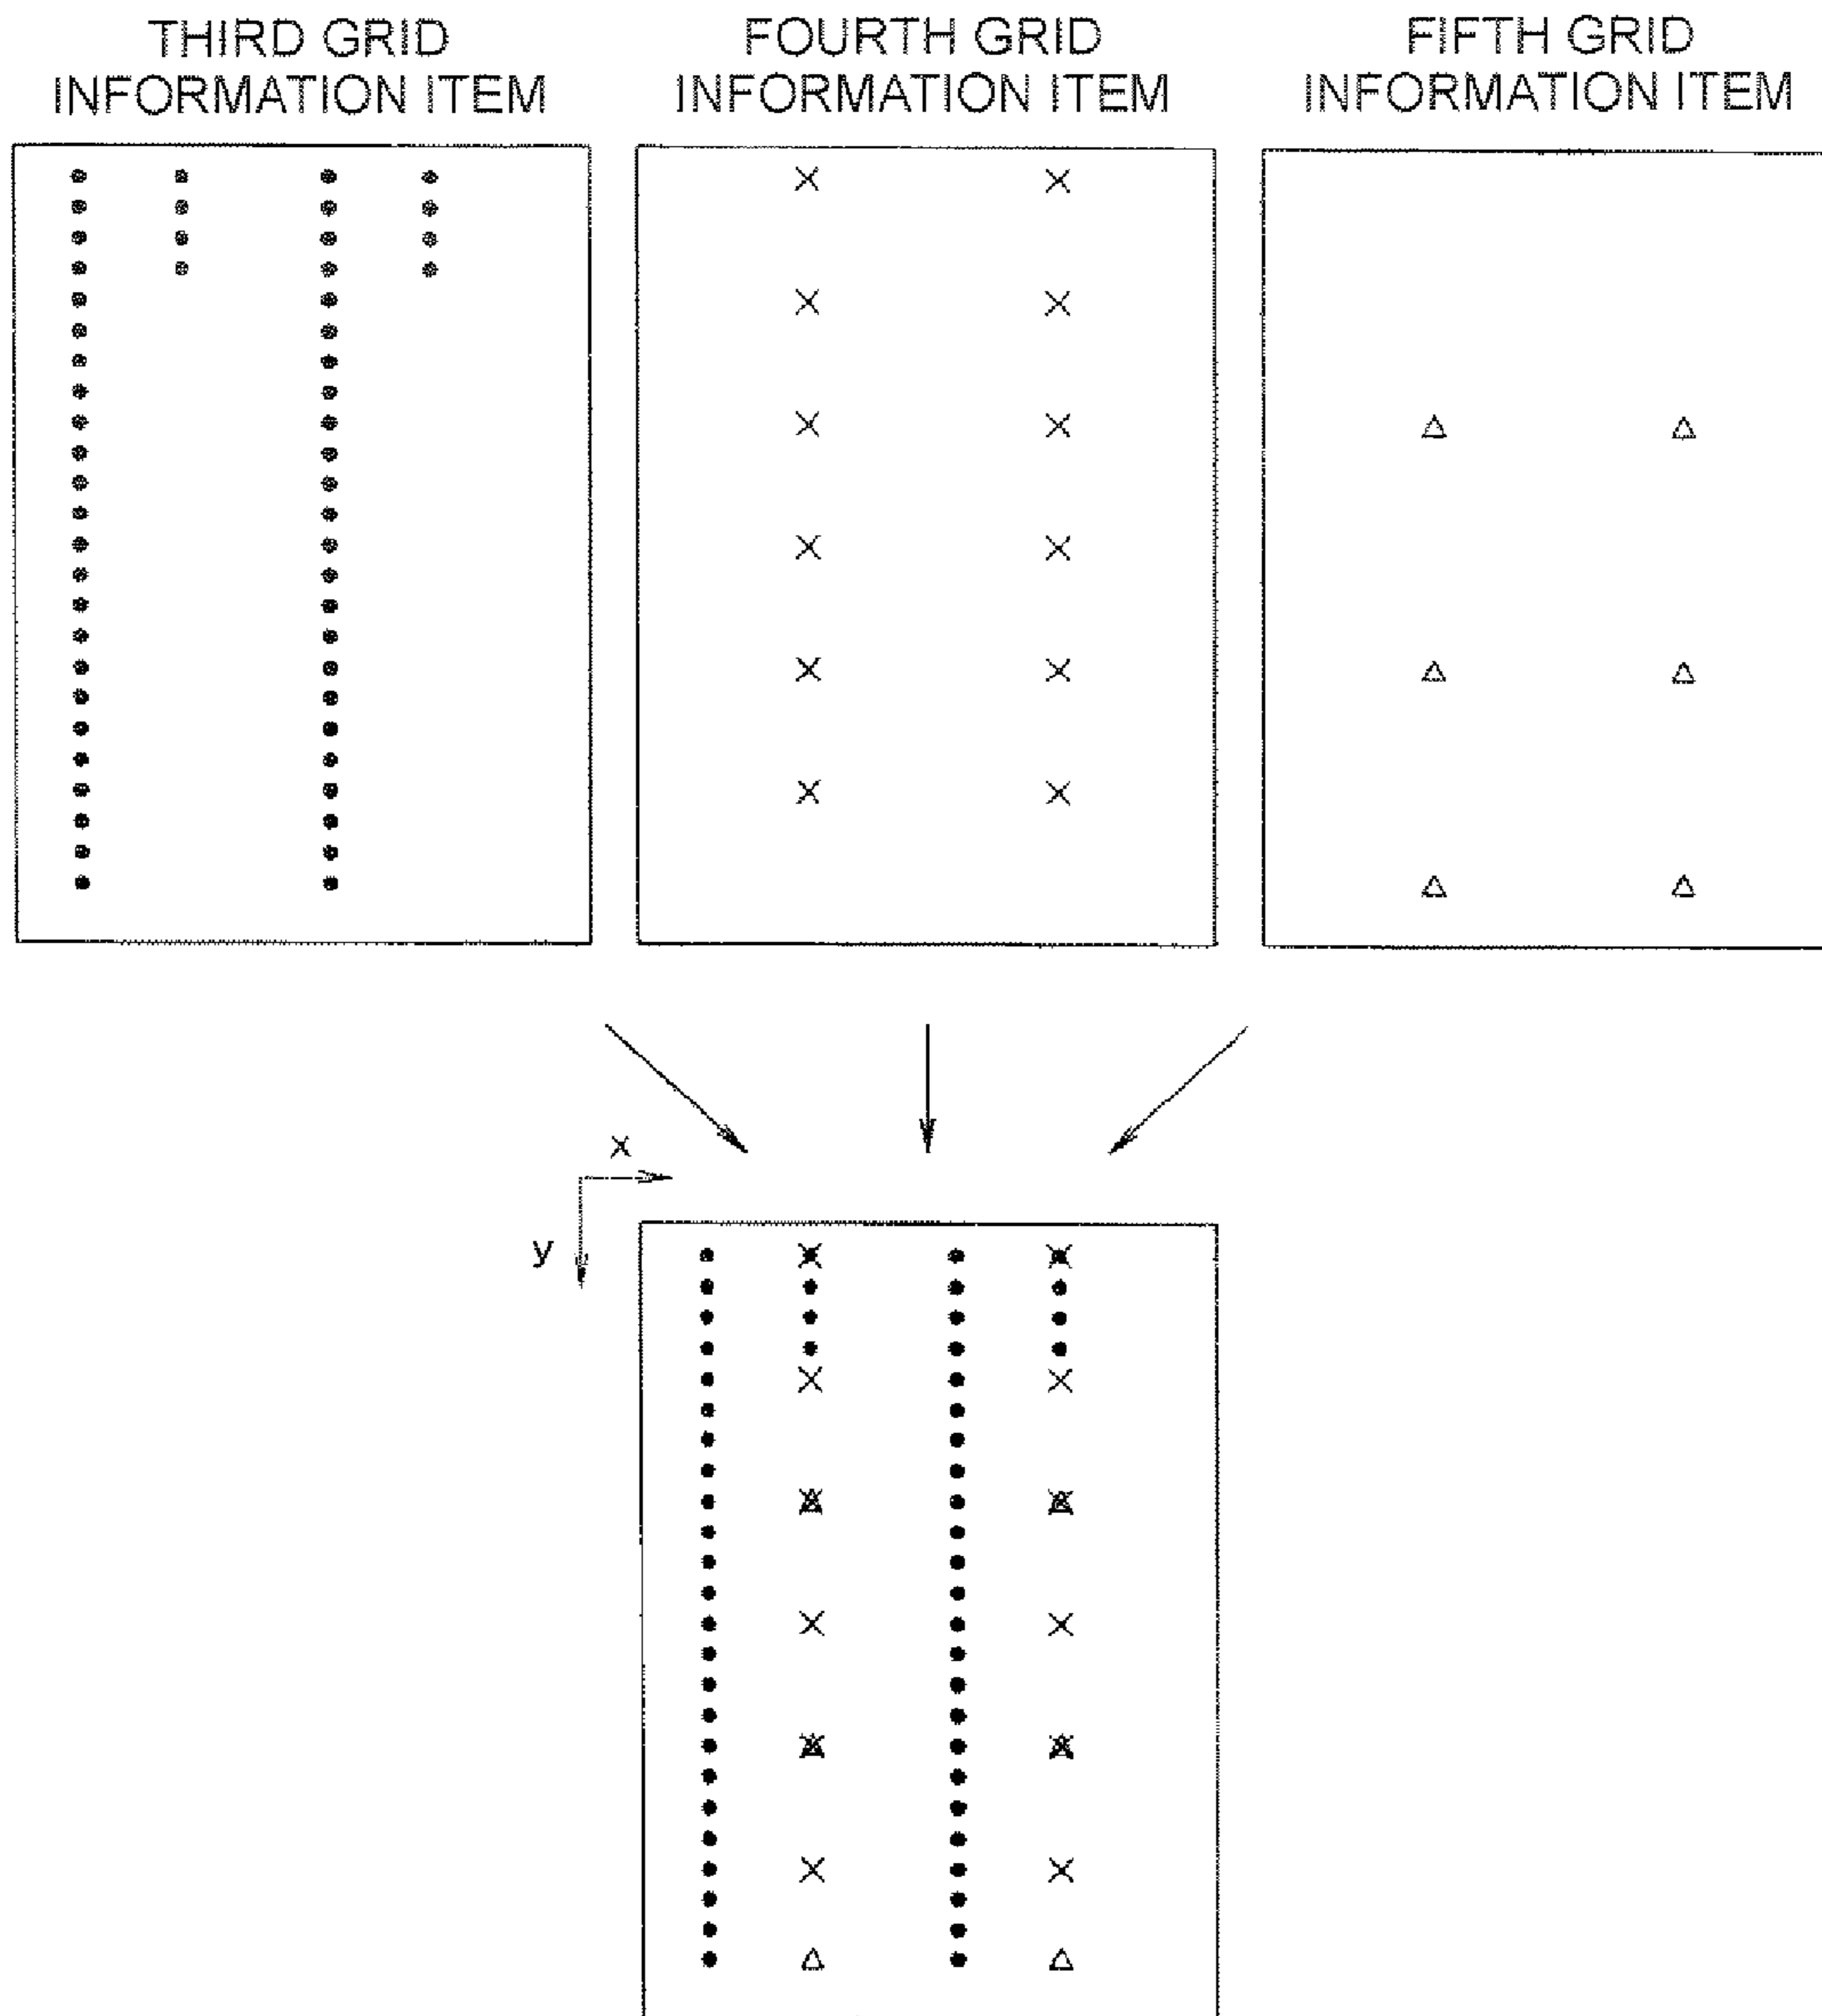 THIRD GRID
INFORMATION ITEM
FOURTH GRID
INFORMATION ITEM
FIFTH GRID
INFORMATION ITEM
x
y